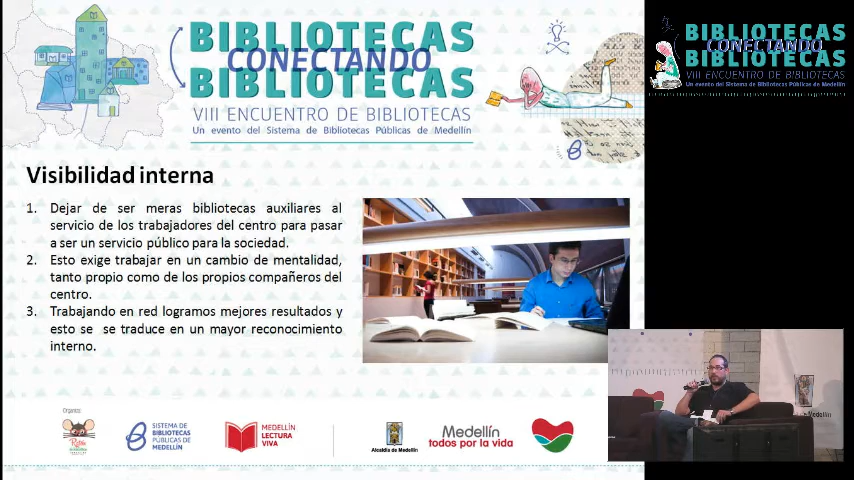 BIBLIOTECAS
CONECTANDO
BIBLIOTECAS
VIII ENCUENTRO DE BIBLIOTECAS
Un evento del Sistema de Bibliotecas Públicas de Medellín
BIBLIOTECAS
CONECTANDO
BIBLIOTECAS
VIII ENCUENTRO DE BIBLIOTECAS
Un evento del Sistema de Bibliotecas Públicas de Medellín
Visibilidad interna
1. Dejar de ser meras bibliotecas auxiliares al
servicio de los trabajadores del centro para pasar
a ser un servicio público para la sociedad.
2. Esto exige trabajar en un cambio de mentalidad,
tanto propio como de los propios compañeros del
centro.
3. Trabajando en red logramos mejores resultados y
esto se se traduce en un mayor reconocimiento
interno.
Organiza:
SISTEMA DE
BIBLIOTECAS
PÚBLICAS DE
MEDELLÍN
MEDELLÍN
LECTURA
VIVA
Alcaldía de Medellín
Medellín
todos por la vida
Medellín